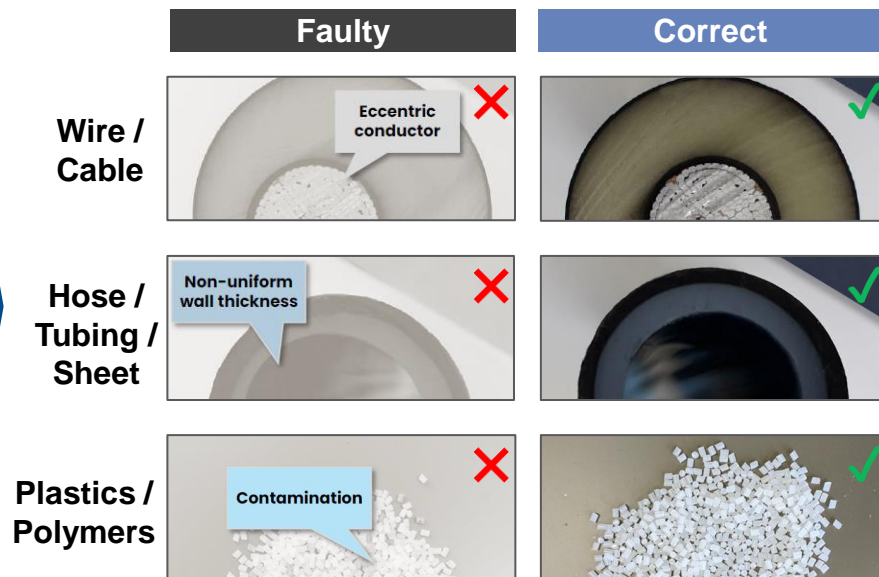 Faulty
Correct
Wire /
Cable
Eccentric
conductor
Hose /
Tubing /
Sheet
Non-uniform
wall thickness
Plastics /
Polymers
Contamination